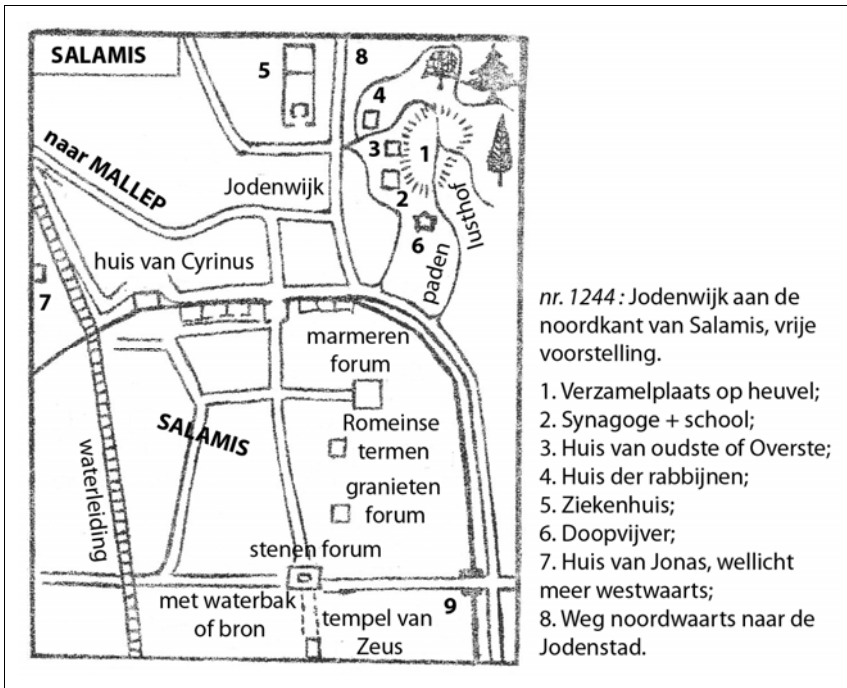 SALAMIS
5
8
4
naar MALLEP
3
1
Jodenwijk
2
lusthof
6
paden
huis van Cyrinus
7
marmeren
forum
Romeinse
termen
SALAMIS
waterleiding
granieten
forum
stenen forum
met waterbak
of bron
9
tempel van
Zeus
nr. 1244 : Jodenwijk aan de
noordkant van Salamis, vrije
voorstelling.
1. Verzamelplaats op heuvel;
2. Synagoge + school;
3. Huis van oudste of Overste;
4. Huis der rabbijnen;
5. Ziekenhuis;
6. Doopvijver;
7. Huis van Jonas, wellicht
meer westwaarts;
8. Weg noordwaarts naar de
Jodenstad.